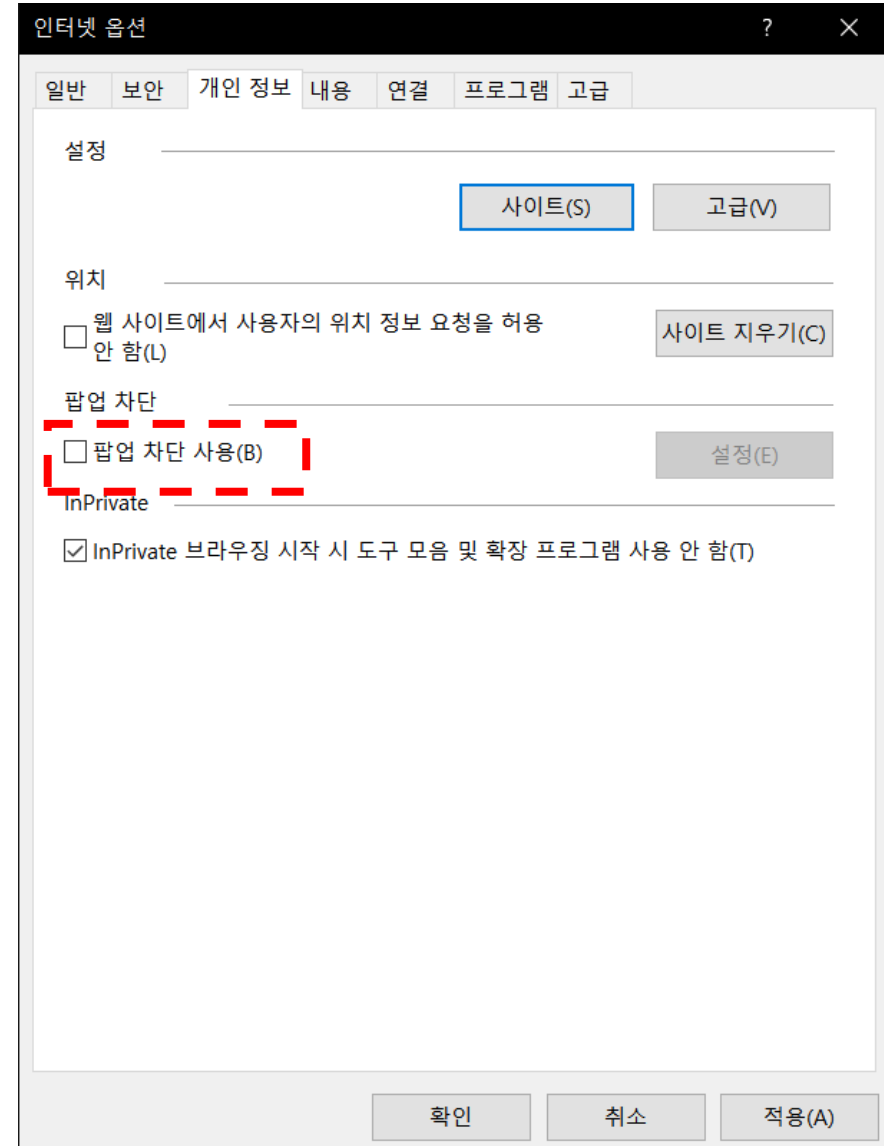 인터넷 옵션 ?
일반 보안 개인 정보 내용 연결 프로그램 고급
설정
사이트(S) 고급(V)
위치
웹 사이트에서 사용자의 위치 정보 요청을 허용
안 함(L)
사이트 지우기(C)
팝업 차단
팝업 차단 사용(B) 설정(E)
InPrivate
InPrivate 브라우징 시작 시 도구 모음 및 확장 프로그램 사용 안 함(T)
확인 취소 적용(A)